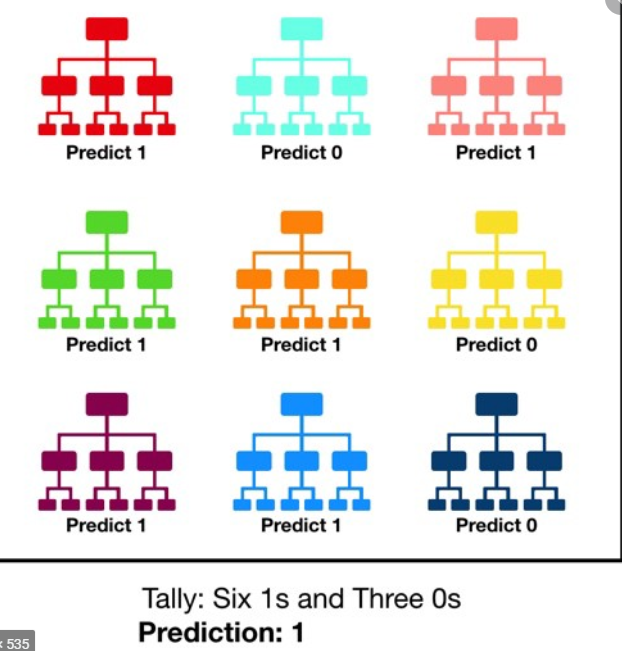 Predict 1 Predict 0 Predict 1
Predict 1 Predict 1 Predict 0
Predict 1 Predict 1 Predict 0
Tally: Six 1s and Three 0s
Prediction: 1
× 535